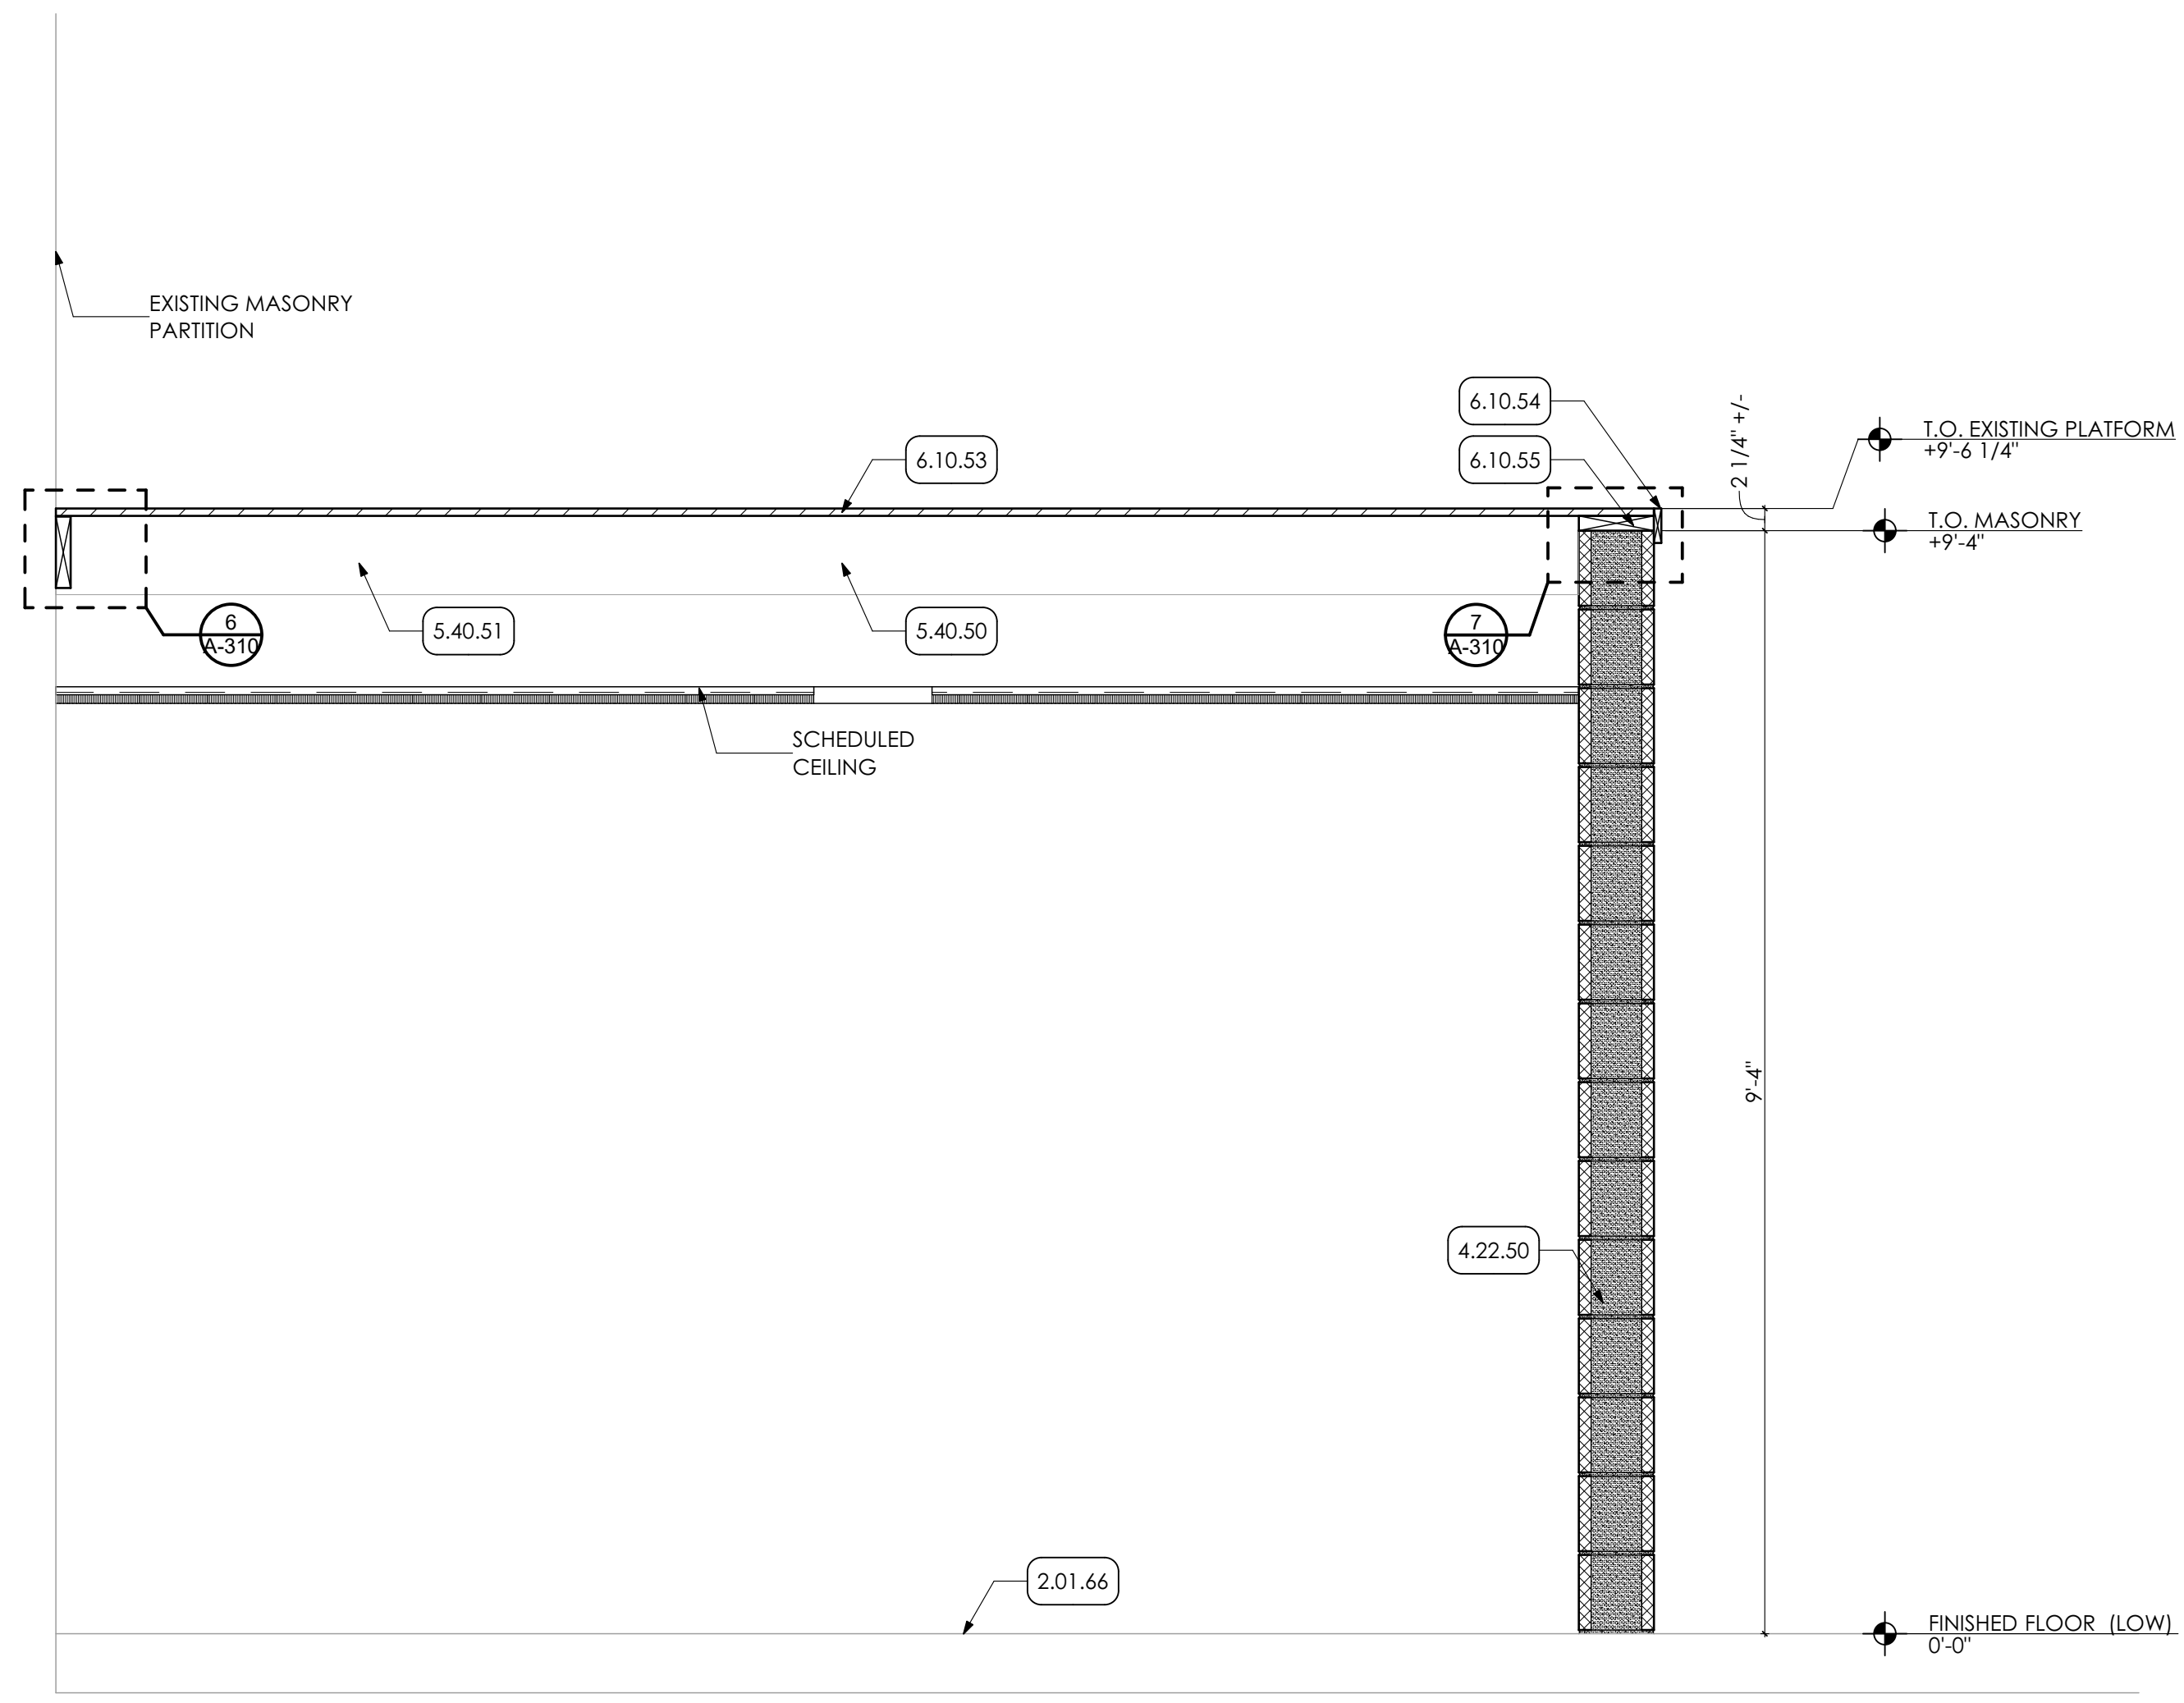 EXISTING MASONRY
PARTITION
6.10.54
6.10.53
6.10.55
2 1/4" +/-
T.O. EXISTING PLATFORM
+9'-6 1/4"
T.O. MASONRY
+9'-4"
6
A-310
5.40.51
5.40.50
7
A-310
SCHEDULED
CEILING
9'-4"
4.22.50
2.01.66
FINISHED FLOOR (LOW)
0'-0"